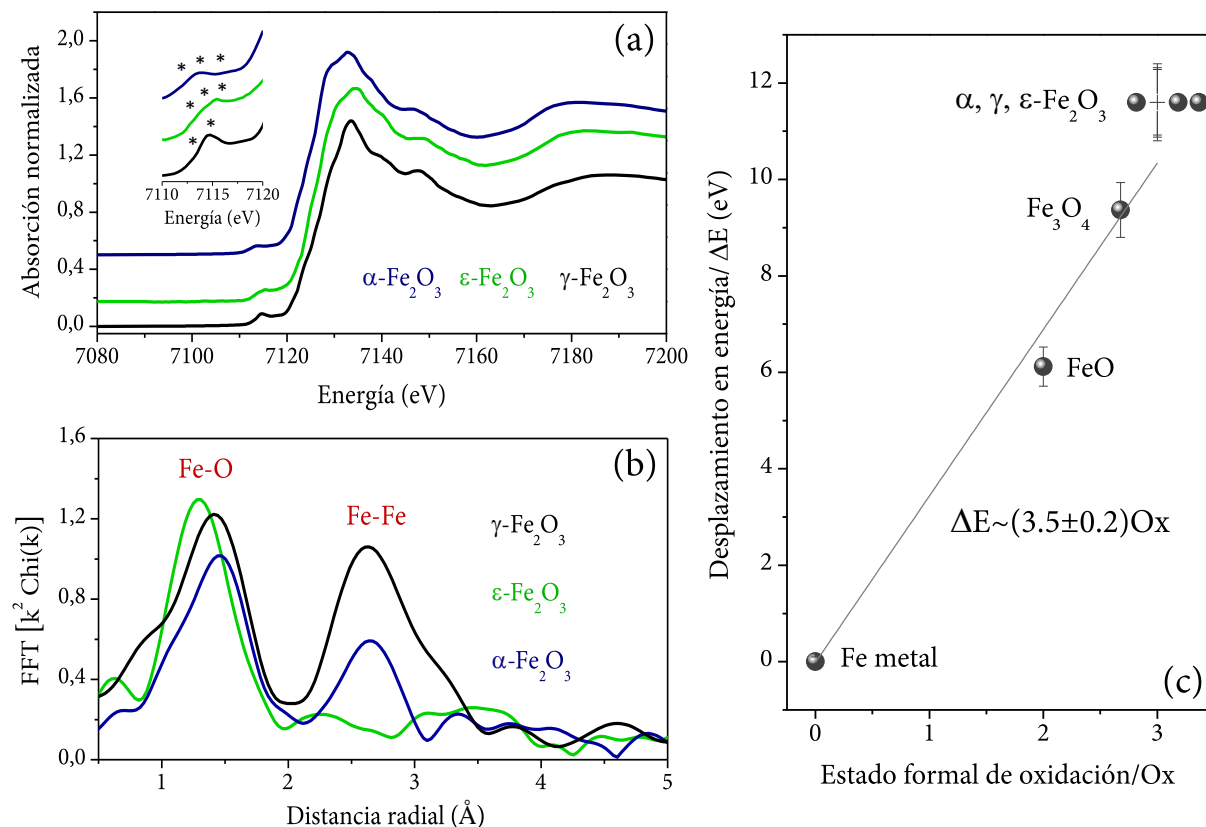 (a)
Absorción normalizada
2,0
1,6
1,2
0,8
0,4
0,0
* * *
* * *
* *
7110 7115 7120
Energía (eV)
α-Fe2O3 ε-Fe2O3 γ-Fe2O3
7080 7100 7120 7140 7160 7180 7200
Energía (eV)
(b)
FFT [k² Chi(k)]
1,6
1,2
0,8
0,4
0,0
Fe-O
Fe-Fe
γ-Fe2O3
ε-Fe2O3
α-Fe2O3
1 2 3 4 5
Distancia radial (Å)
Desplazamiento en energía/ ΔE (eV)
12
10
8
6
4
2
0
α, γ, ε-Fe2O3
Fe3O4
FeO
ΔE~(3.5±0.2)Ox
Fe metal
(c)
0 1 2 3
Estado formal de oxidación/Ox